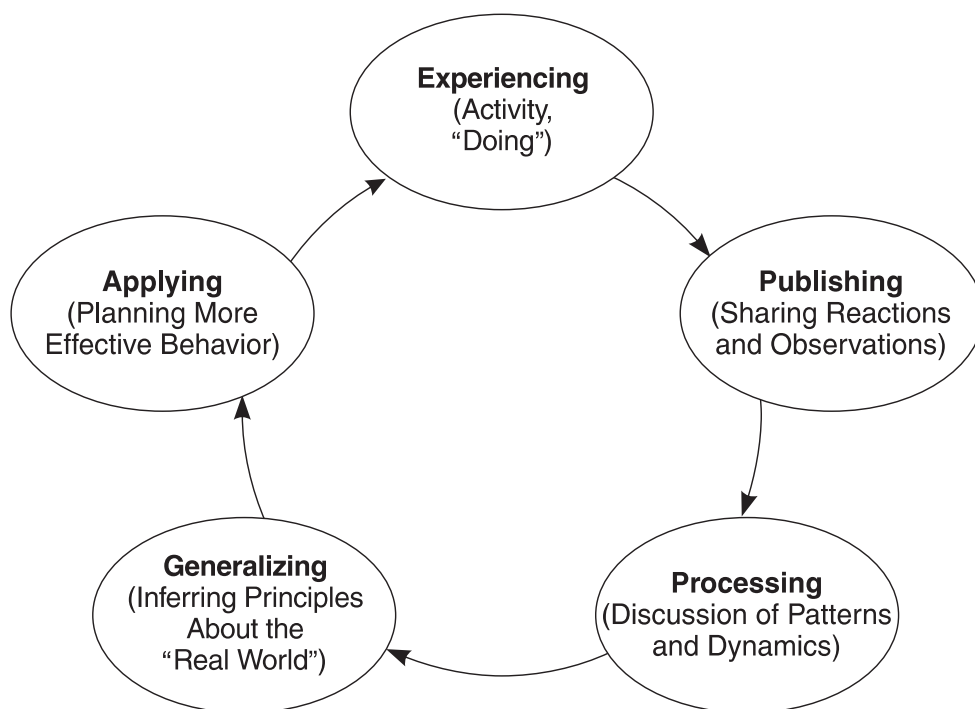 Experiencing
(Activity,
“Doing”)
Publishing
(Sharing Reactions
and Observations)
Processing
(Discussion of Patterns
and Dynamics)
Generalizing
(Inferring Principles
About the
“Real World”)
Applying
(Planning More
Effective Behavior)